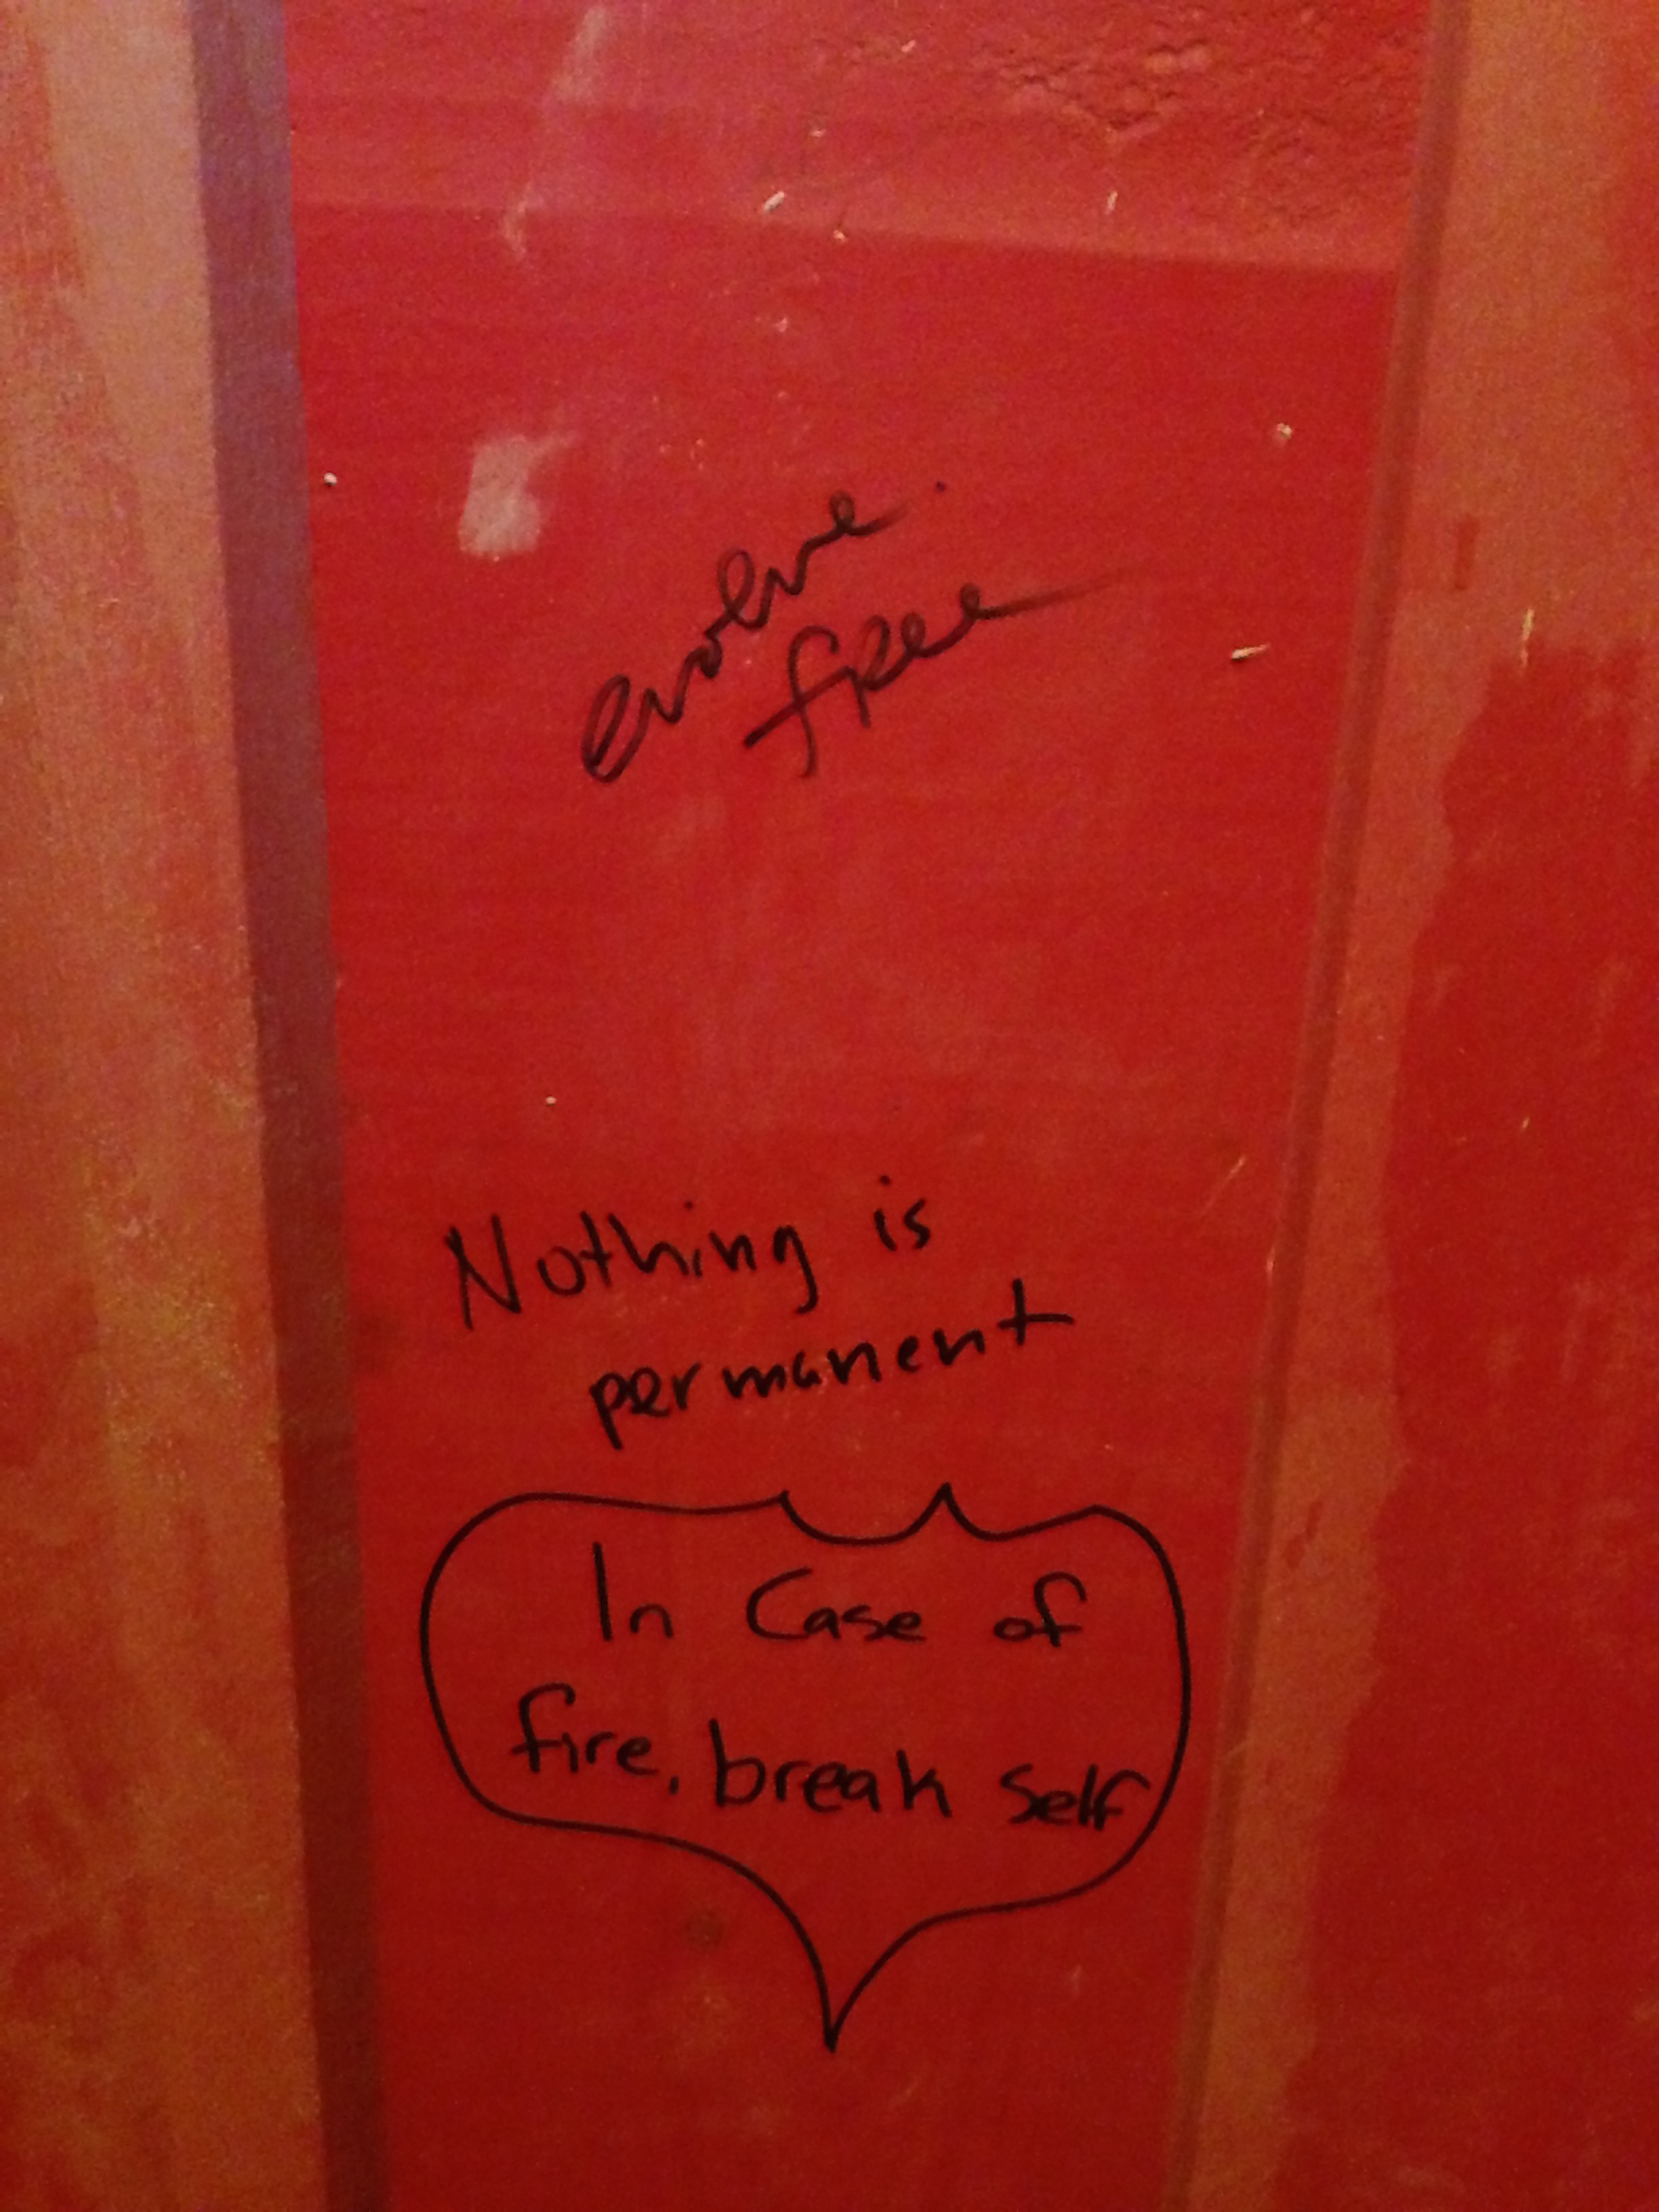 evolve.
free
Nothing is
permanent
In Case of
fire, break self